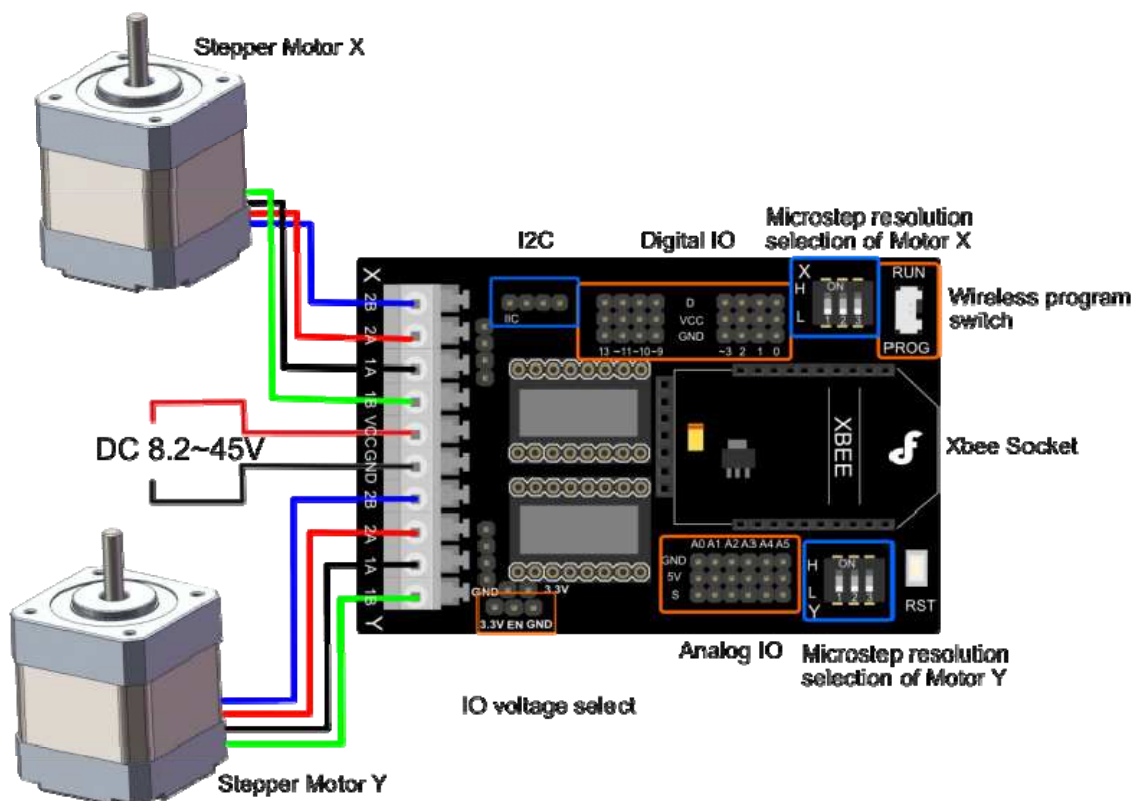 Stepper Motor X
I2C
Digital IO
Microstep resolution
selection of Motor X
X
2B
2A
1A
1B
VCC
GND
2B
2A
1A
1B
Y
IIC
D
VCC
GND
13 ~11 ~10 ~9
~3 2 1 0
X
H
L
ON
1 2 3
RUN
PROG
Wireless program
switch
DC 8.2~45V
XBEE
Xbee Socket
A0 A1 A2 A3 A4 A5
GND
5V
S
H
L
Y
ON
1 2 3
RST
GND
3.3V
3.3V EN GND
Analog IO
Microstep resolution
selection of Motor Y
IO voltage select
Stepper Motor Y